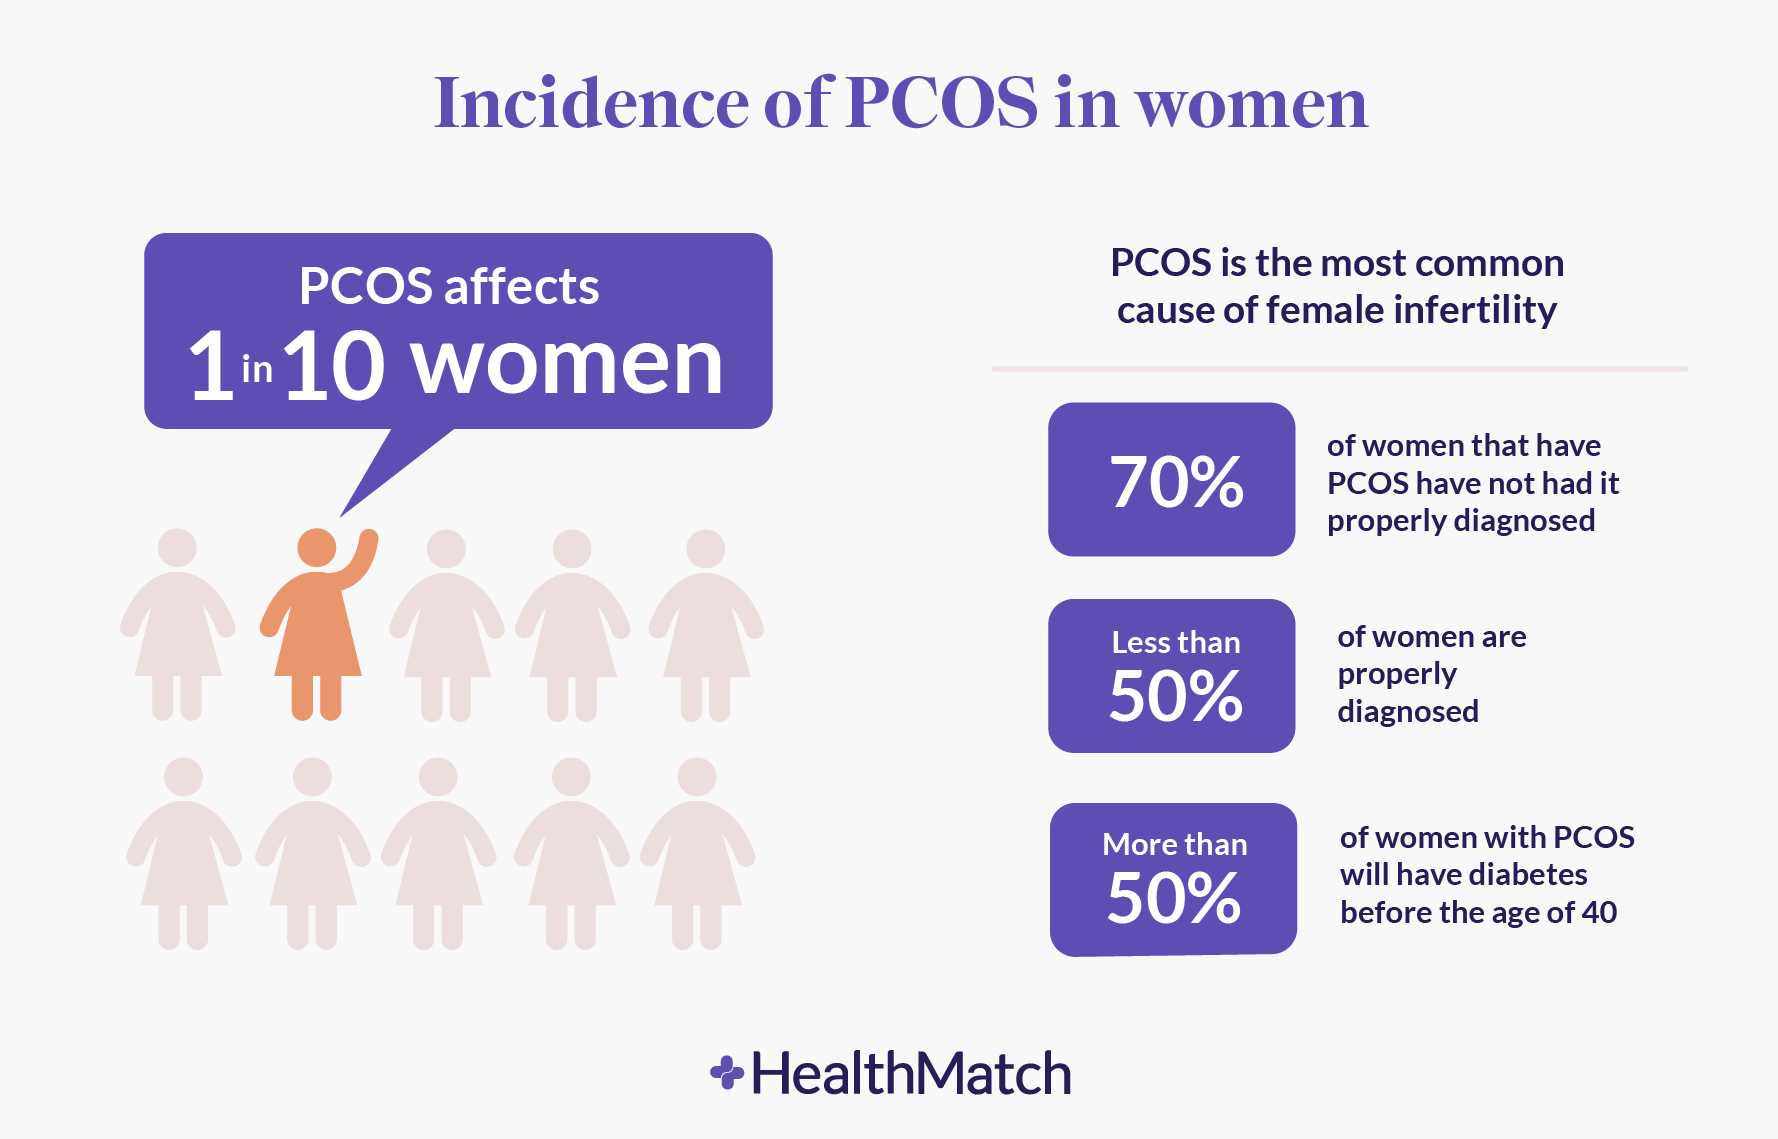 Incidence of PCOS in women
PCOS affects
1 in 10 women
PCOS is the most common
cause of female infertility
70%
of women that have
PCOS have not had it
properly diagnosed
Less than
50%
of women are
properly
diagnosed
More than
50%
of women with PCOS
will have diabetes
before the age of 40
HealthMatch